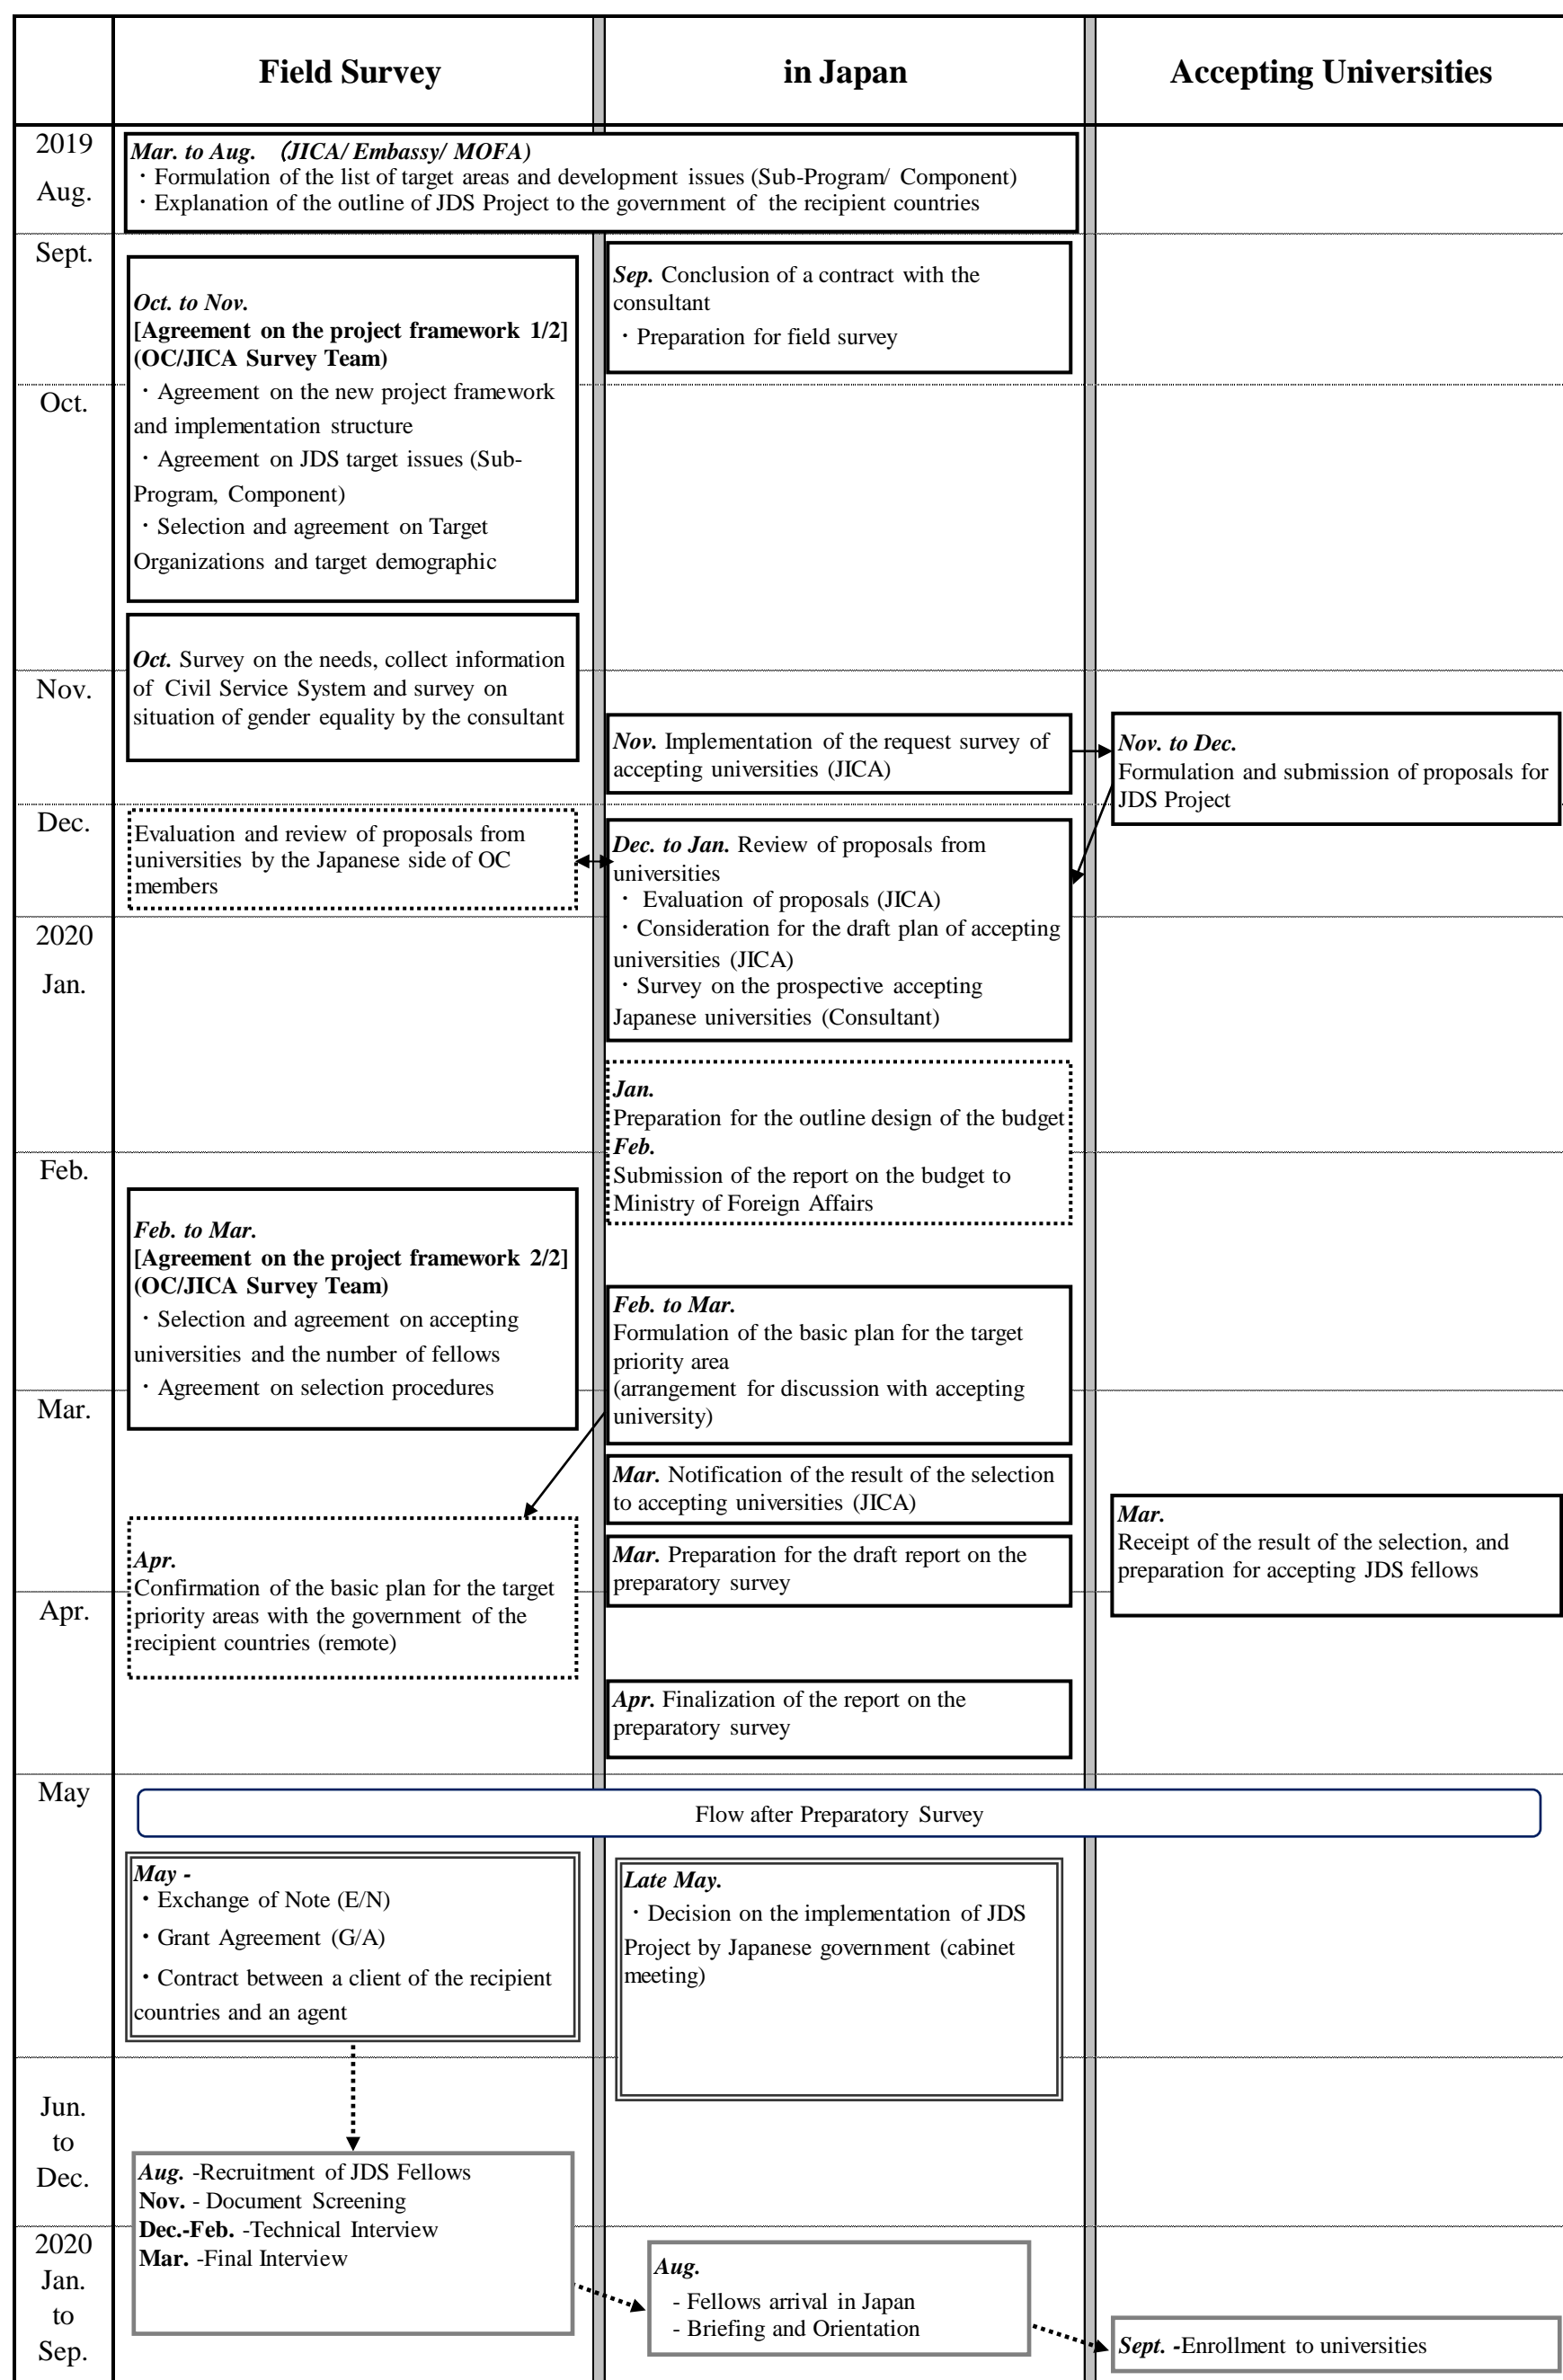 Field Survey
in Japan
Accepting Universities
2019
Aug.
Mar. to Aug. （JICA/ Embassy/ MOFA)
・Formulation of the list of target areas and development issues (Sub-Program/ Component)
・Explanation of the outline of JDS Project to the government of the recipient countries
Sept.
Oct. to Nov.
[Agreement on the project framework 1/2]
(OC/JICA Survey Team)
・Agreement on the new project framework
and implementation structure
・Agreement on JDS target issues (Sub-
Program, Component)
・Selection and agreement on Target
Organizations and target demographic
Sep. Conclusion of a contract with the
consultant
・Preparation for field survey
Oct.
Oct. Survey on the needs, collect information
of Civil Service System and survey on
situation of gender equality by the consultant
Nov.
Nov. Implementation of the request survey of
accepting universities (JICA)
Nov. to Dec.
Formulation and submission of proposals for
JDS Project
Dec.
Evaluation and review of proposals from
universities by the Japanese side of OC
members
Dec. to Jan. Review of proposals from
universities
・ Evaluation of proposals (JICA)
・Consideration for the draft plan of accepting
universities (JICA)
・Survey on the prospective accepting
Japanese universities (Consultant)
2020
Jan.
Jan.
Preparation for the outline design of the budget
Feb.
Submission of the report on the budget to
Ministry of Foreign Affairs
Feb.
Feb. to Mar.
[Agreement on the project framework 2/2]
(OC/JICA Survey Team)
・Selection and agreement on accepting
universities and the number of fellows
・Agreement on selection procedures
Feb. to Mar.
Formulation of the basic plan for the target
priority area
(arrangement for discussion with accepting
university)
Mar.
Mar. Notification of the result of the selection
to accepting universities (JICA)
Mar.
Receipt of the result of the selection, and
preparation for accepting JDS fellows
Apr.
Confirmation of the basic plan for the target
priority areas with the government of the
recipient countries (remote)
Mar. Preparation for the draft report on the
preparatory survey
Apr.
Apr. Finalization of the report on the
preparatory survey
May
Flow after Preparatory Survey
May -
・Exchange of Note (E/N)
・Grant Agreement (G/A)
・Contract between a client of the recipient
countries and an agent
Late May.
・Decision on the implementation of JDS
Project by Japanese government (cabinet
meeting)
Jun.
to
Dec.
Aug. -Recruitment of JDS Fellows
Nov. - Document Screening
Dec.-Feb. -Technical Interview
Mar. -Final Interview
2020
Jan.
to
Sep.
Aug.
- Fellows arrival in Japan
- Briefing and Orientation
Sept. -Enrollment to universities